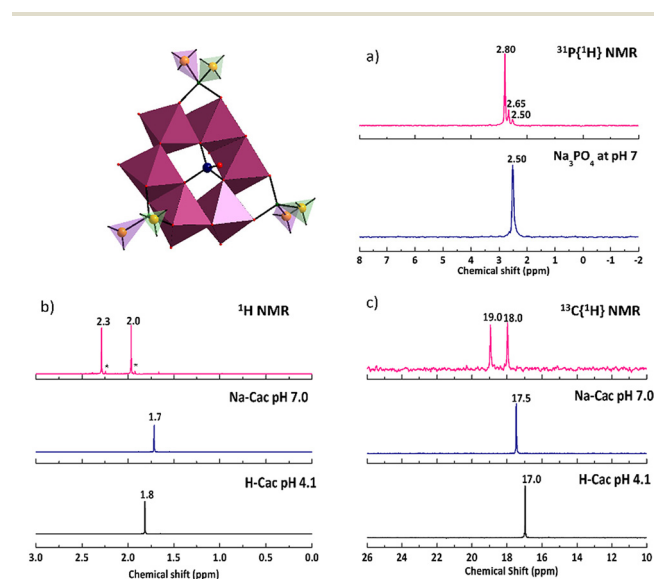 a)
³¹P{¹H} NMR
2.80
2.65
2.50
Na₃PO₄ at pH 7
2.50
8 7 6 5 4 3 2 1 0 -1 -2
Chemical shift (ppm)
b)
¹H NMR
2.3 2.0
* *
Na-Cac pH 7.0
1.7
H-Cac pH 4.1
1.8
3.0 2.5 2.0 1.5 1.0 0.5 0.0
Chemical Shift (ppm)
c)
¹³C{¹H} NMR
19.0 18.0
Na-Cac pH 7.0
17.5
H-Cac pH 4.1
17.0
26 24 22 20 18 16 14 12 10
Chemical shift (ppm)